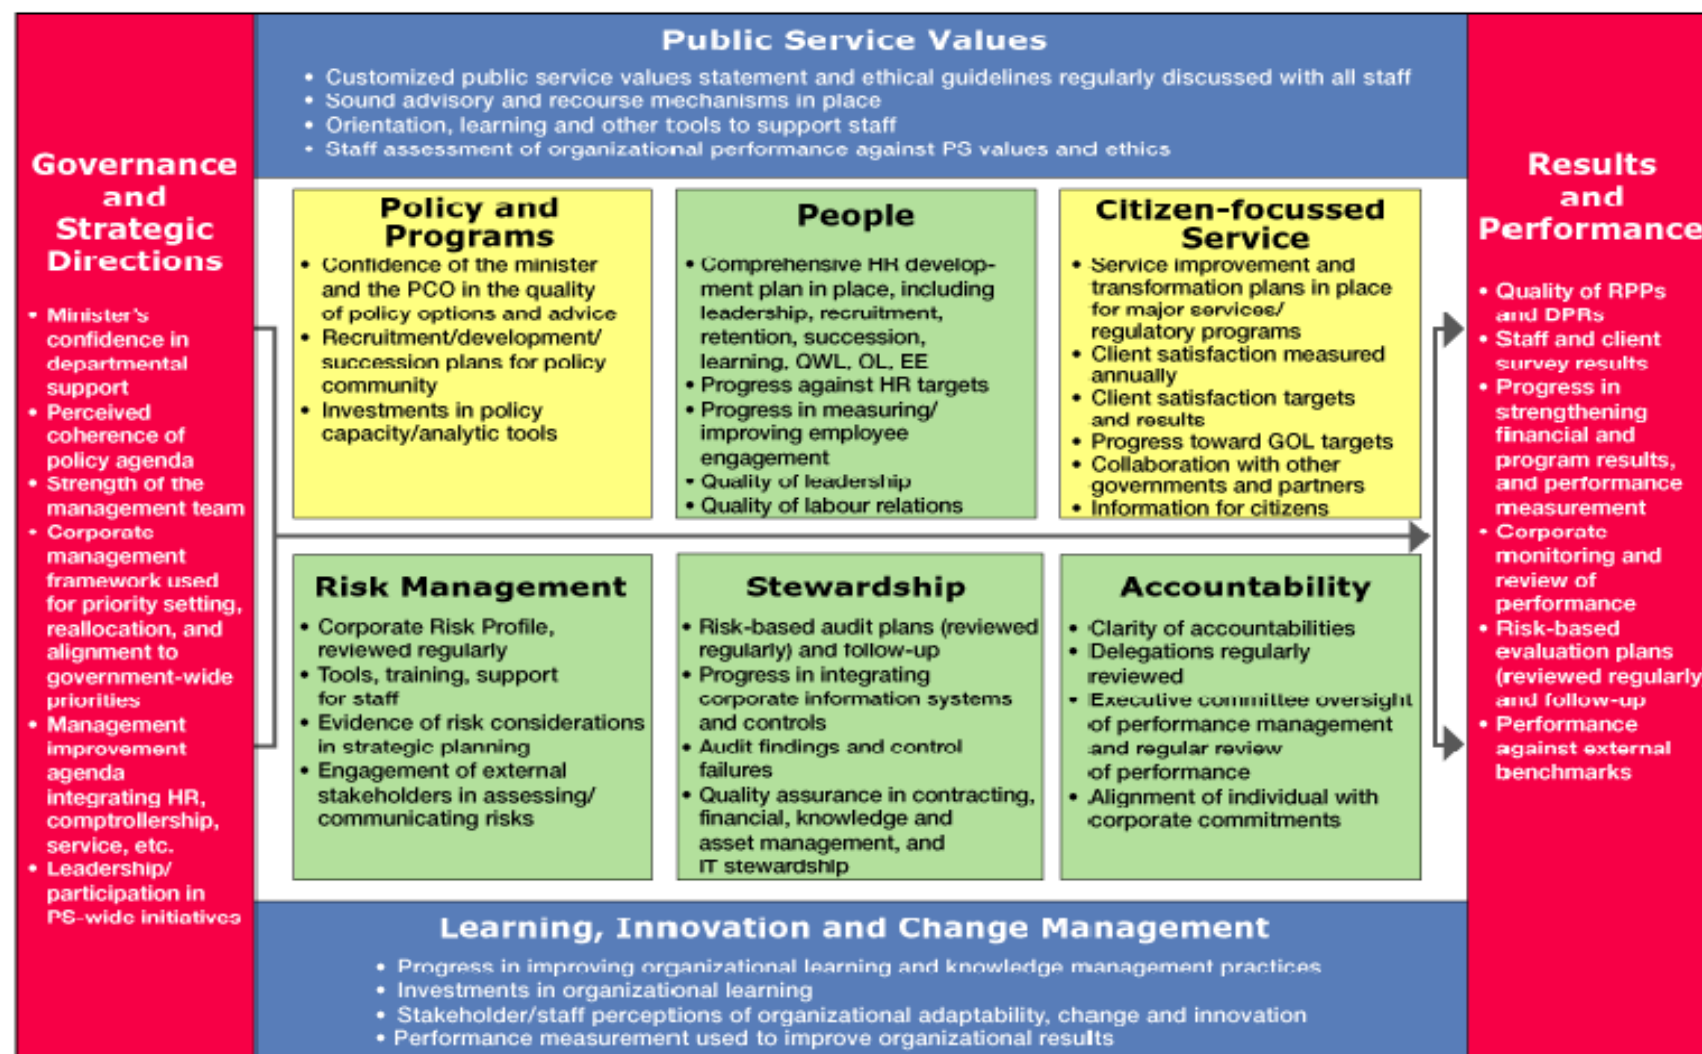 Public Service Values
• Customized public service values statement and ethical guidelines regularly discussed with all staff
• Sound advisory and recourse mechanisms in place
• Orientation, learning and other tools to support staff
• Staff assessment of organizational performance against PS values and ethics
Governance
and
Strategic
Directions
• Minister's
confidence in
departmental
support
• Perceived
coherence of
policy agenda
• Strength of the
management team
• Corporate
management
framework used
for priority setting,
reallocation, and
alignment to
government-wide
priorities
• Management
improvement
agenda
integrating HR,
comptrollership,
service, etc.
• Leadership/
participation in
PS-wide initiatives
Policy and
Programs
• Confidence of the minister
and the PCO in the quality
of policy options and advice
• Recruitment/development/
succession plans for policy
community
• Investments in policy
capacity/analytic tools
People
• Comprehensive HR develop-
ment plan in place, including
leadership, recruitment,
retention, succession,
learning, QWL, OL, EE
• Progress against HR targets
• Progress in measuring/
improving employee
engagement
• Quality of leadership
• Quality of labour relations
Citizen-focussed
Service
• Service improvement and
transformation plans in place
for major services/
regulatory programs
• Client satisfaction measured
annually
• Client satisfaction targets
and results
• Progress toward GOL targets
• Collaboration with other
governments and partners
• Information for citizens
Risk Management
• Corporate Risk Profile,
reviewed regularly
• Tools, training, support
for staff
• Evidence of risk considerations
in strategic planning
• Engagement of external
stakeholders in assessing/
communicating risks
Stewardship
• Risk-based audit plans (reviewed
regularly) and follow-up
• Progress in integrating
corporate information systems
and controls
• Audit findings and control
failures
• Quality assurance in contracting,
financial, knowledge and
asset management, and
IT stewardship
Accountability
• Clarity of accountabilities
• Delegations regularly
reviewed
• Executive committee oversight
of performance management
and regular review
of performance
• Alignment of individual with
corporate commitments
Results
and
Performance
• Quality of RPPs
and DPRs
• Staff and client
survey results
• Progress in
strengthening
financial and
program results,
and performance
measurement
• Corporate
monitoring and
review of
performance
• Risk-based
evaluation plans
(reviewed regularly
and follow-up
• Performance
against external
benchmarks
Learning, Innovation and Change Management
• Progress in improving organizational learning and knowledge management practices
• Investments in organizational learning
• Stakeholder/staff perceptions of organizational adaptability, change and innovation
• Performance measurement used to improve organizational results